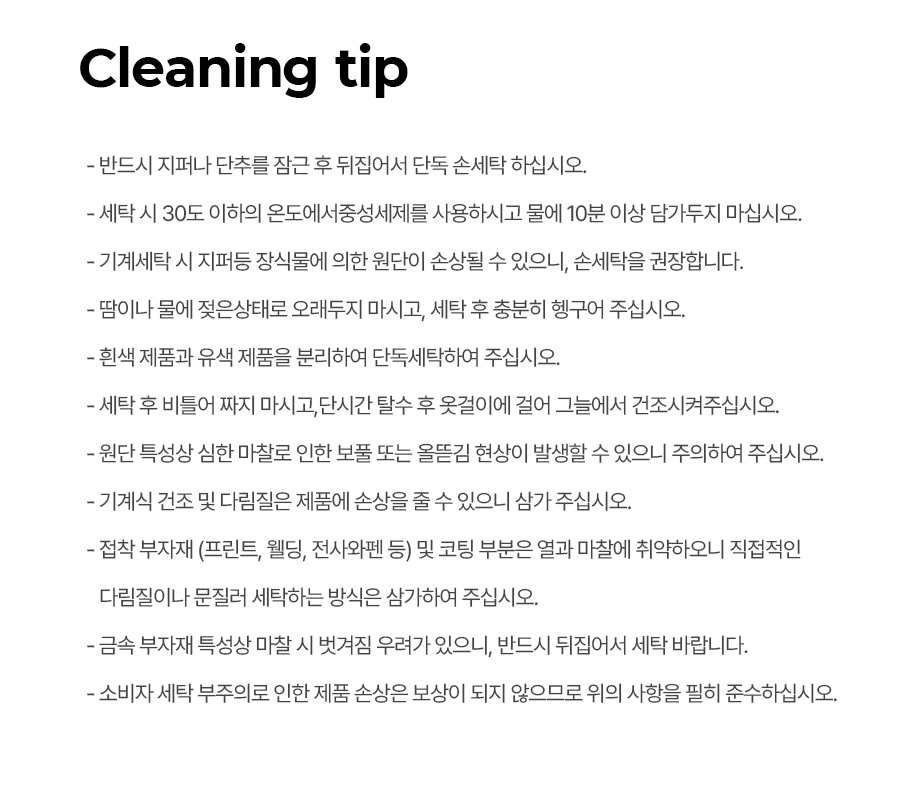 Cleaning tip
- 반드시 지퍼나 단추를 잠근 후 뒤집어서 단독 손세탁 하십시오.
- 세탁 시 30도 이하의 온도에서중성세제를 사용하시고 물에 10분 이상 담가두지 마십시오.
- 기계세탁 시 지퍼등 장식물에 의한 원단이 손상될 수 있으니, 손세탁을 권장합니다.
- 땀이나 물에 젖은상태로 오래두지 마시고, 세탁 후 충분히 헹구어 주십시오.
- 흰색 제품과 유색 제품을 분리하여 단독세탁하여 주십시오.
- 세탁 후 비틀어 짜지 마시고,단시간 탈수 후 옷걸이에 걸어 그늘에서 건조시켜주십시오.
- 원단 특성상 심한 마찰로 인한 보풀 또는 올뜯김 현상이 발생할 수 있으니 주의하여 주십시오.
- 기계식 건조 및 다림질은 제품에 손상을 줄 수 있으니 삼가 주십시오.
- 접착 부자재 (프린트, 웰딩, 전사와펜 등) 및 코팅 부분은 열과 마찰에 취약하오니 직접적인
다림질이나 문질러 세탁하는 방식은 삼가하여 주십시오.
- 금속 부자재 특성상 마찰 시 벗겨짐 우려가 있으니, 반드시 뒤집어서 세탁 바랍니다.
- 소비자 세탁 부주의로 인한 제품 손상은 보상이 되지 않으므로 위의 사항을 필히 준수하십시오.